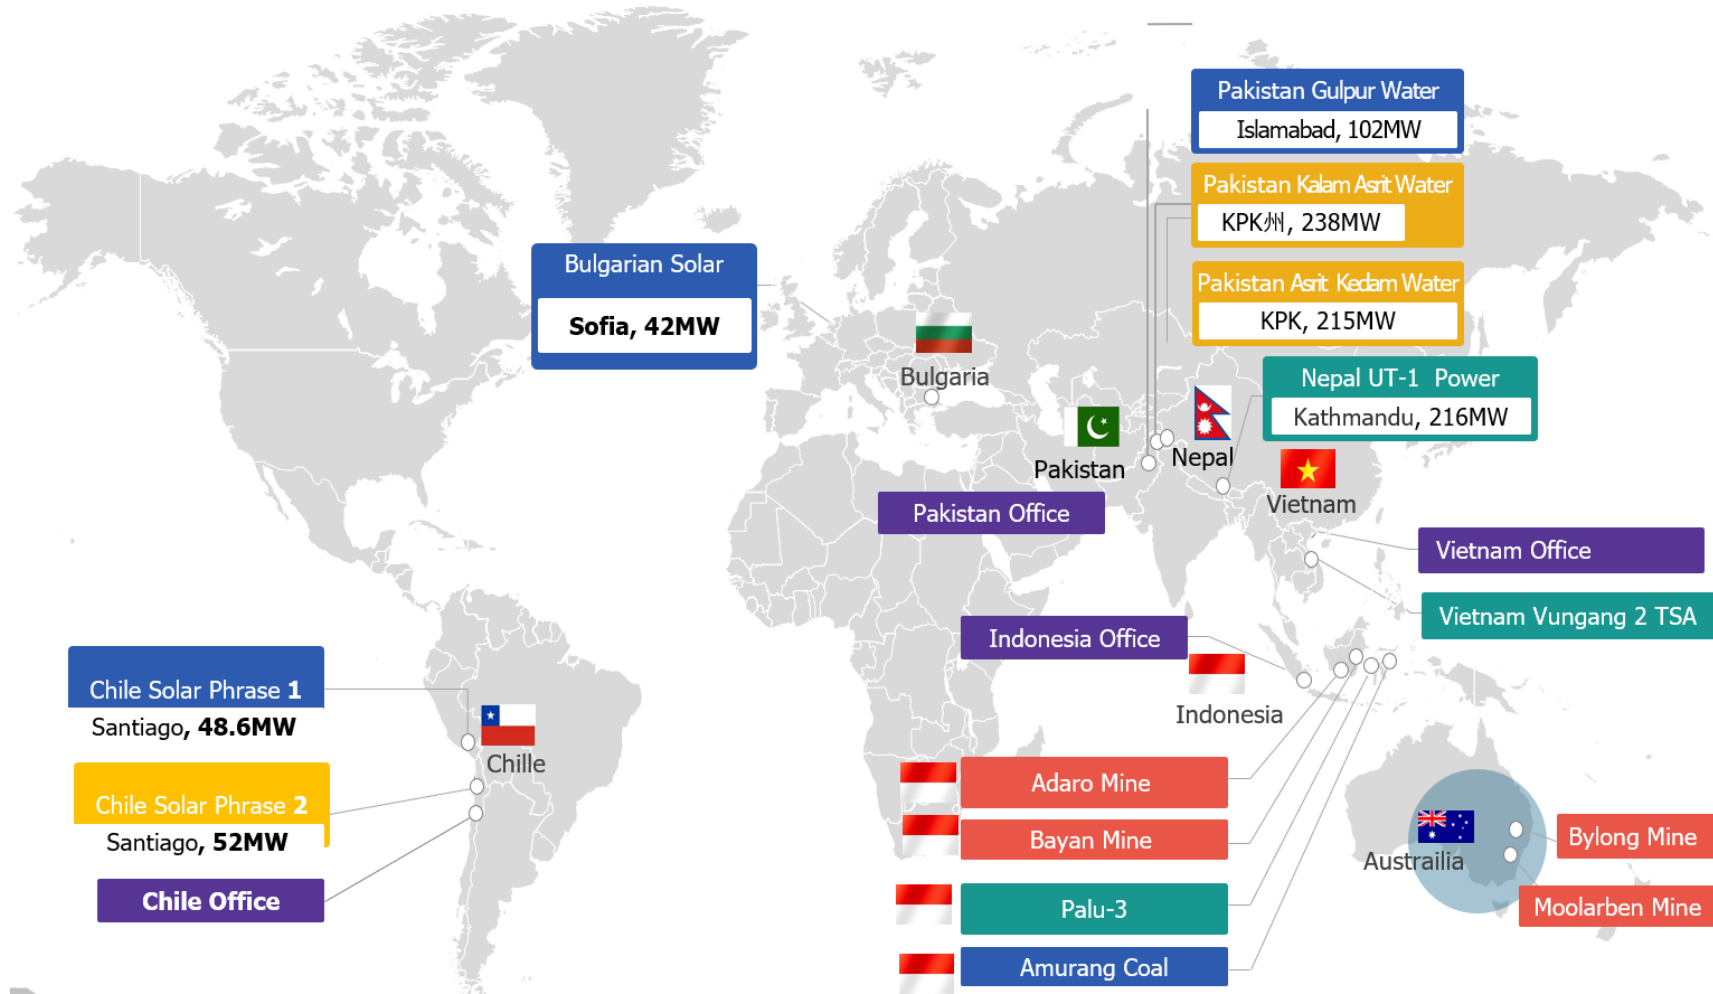 Pakistan Gulpur Water
Islamabad, 102MW
Pakistan Kalam Asrit Water
KPK州, 238MW
Pakistan Asrit Kedam Water
KPK, 215MW
Bulgarian Solar
Sofia, 42MW
Bulgaria
Nepal UT-1 Power
Kathmandu, 216MW
Pakistan
Nepal
Vietnam
Pakistan Office
Vietnam Office
Vietnam Vungang 2 TSA
Indonesia Office
Indonesia
Chile Solar Phrase 1
Santiago, 48.6MW
Chille
Chile Solar Phrase 2
Santiago, 52MW
Chile Office
Adaro Mine
Bayan Mine
Palu-3
Amurang Coal
Austrailia
Bylong Mine
Moolarben Mine